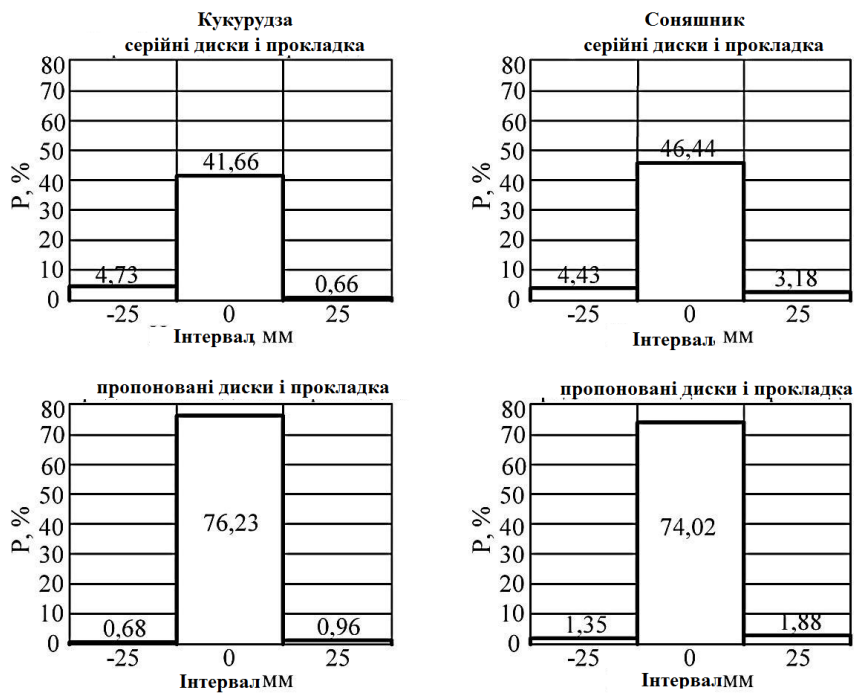 Кукурудза
серійні диски і прокладка
80
70
60
50
40
30
20
10
0
P, %
4,73
41,66
0,66
-25 0 25
Інтервал, мм
Соняшник
серійні диски і прокладка
80
70
60
50
40
30
20
10
0
P, %
4,43
46,44
3,18
-25 0 25
Інтервал, мм
пропоновані диски і прокладка
80
70
60
50
40
30
20
10
0
P, %
0,68
76,23
0,96
-25 0 25
Інтервал мм
пропоновані диски і прокладка
80
70
60
50
40
30
20
10
0
P, %
1,35
74,02
1,88
-25 0 25
Інтервал мм